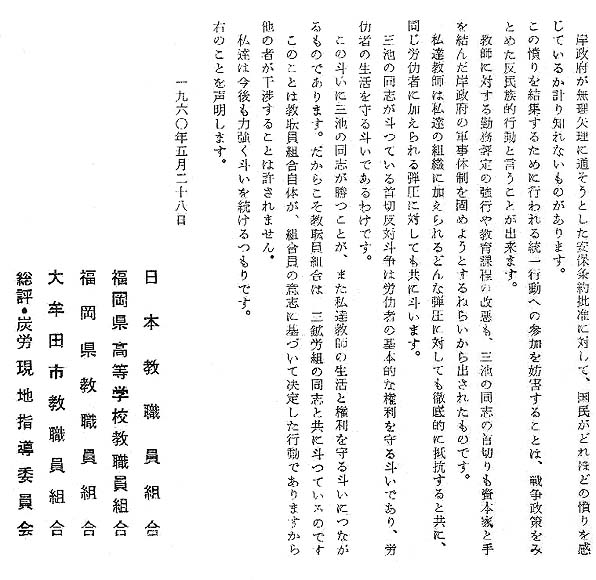 岸政府が無理矢理に通そうとした安保条約批准に対して、国民がどれほどの憤りを感
じているか計り知れないものがあります。
この憤りを結集するために行われる統一行動への参加を妨害することは、戦争政策をみ
とめた反民族的行動と言うことが出来ます。
教師に対する勤務評定の強行や教育課程の改悪も、三池の同志の首切りも資本家と手
を結んだ岸政府の軍事体制を固めようとするねらいから出されたものです。
私達教師は私達の組織に加えられるどんな弾圧に対しても徹底的に抵抗すると共に、
同じ労仂者に加えられる弾圧に対しても共に斗います。
三池の同志が斗つている首切反対斗争は労仂者の基本的な権利を守る斗いであり、労
仂者の生活を守る斗いであるわけです。
この斗いに三池の同志が勝つことが、また私達教師の生活と権利を守る斗いにつなが
るものであります。だからこそ教職員組合は、三鉱労組の同志と共に斗つているのです
このことは教職員組合自体が、組合員の意志に基づいて決定した行動でありますから
他の者が干渉することは許されません。
私達は今後も力強く斗いを続けるつもりです。
右のことを声明します。
一九六〇年五月二十八日
日本教職員組合
福岡県高等学校教職員組合
福岡県教職員組合
大牟田市教職員組合
総評・炭労現地指導委員会